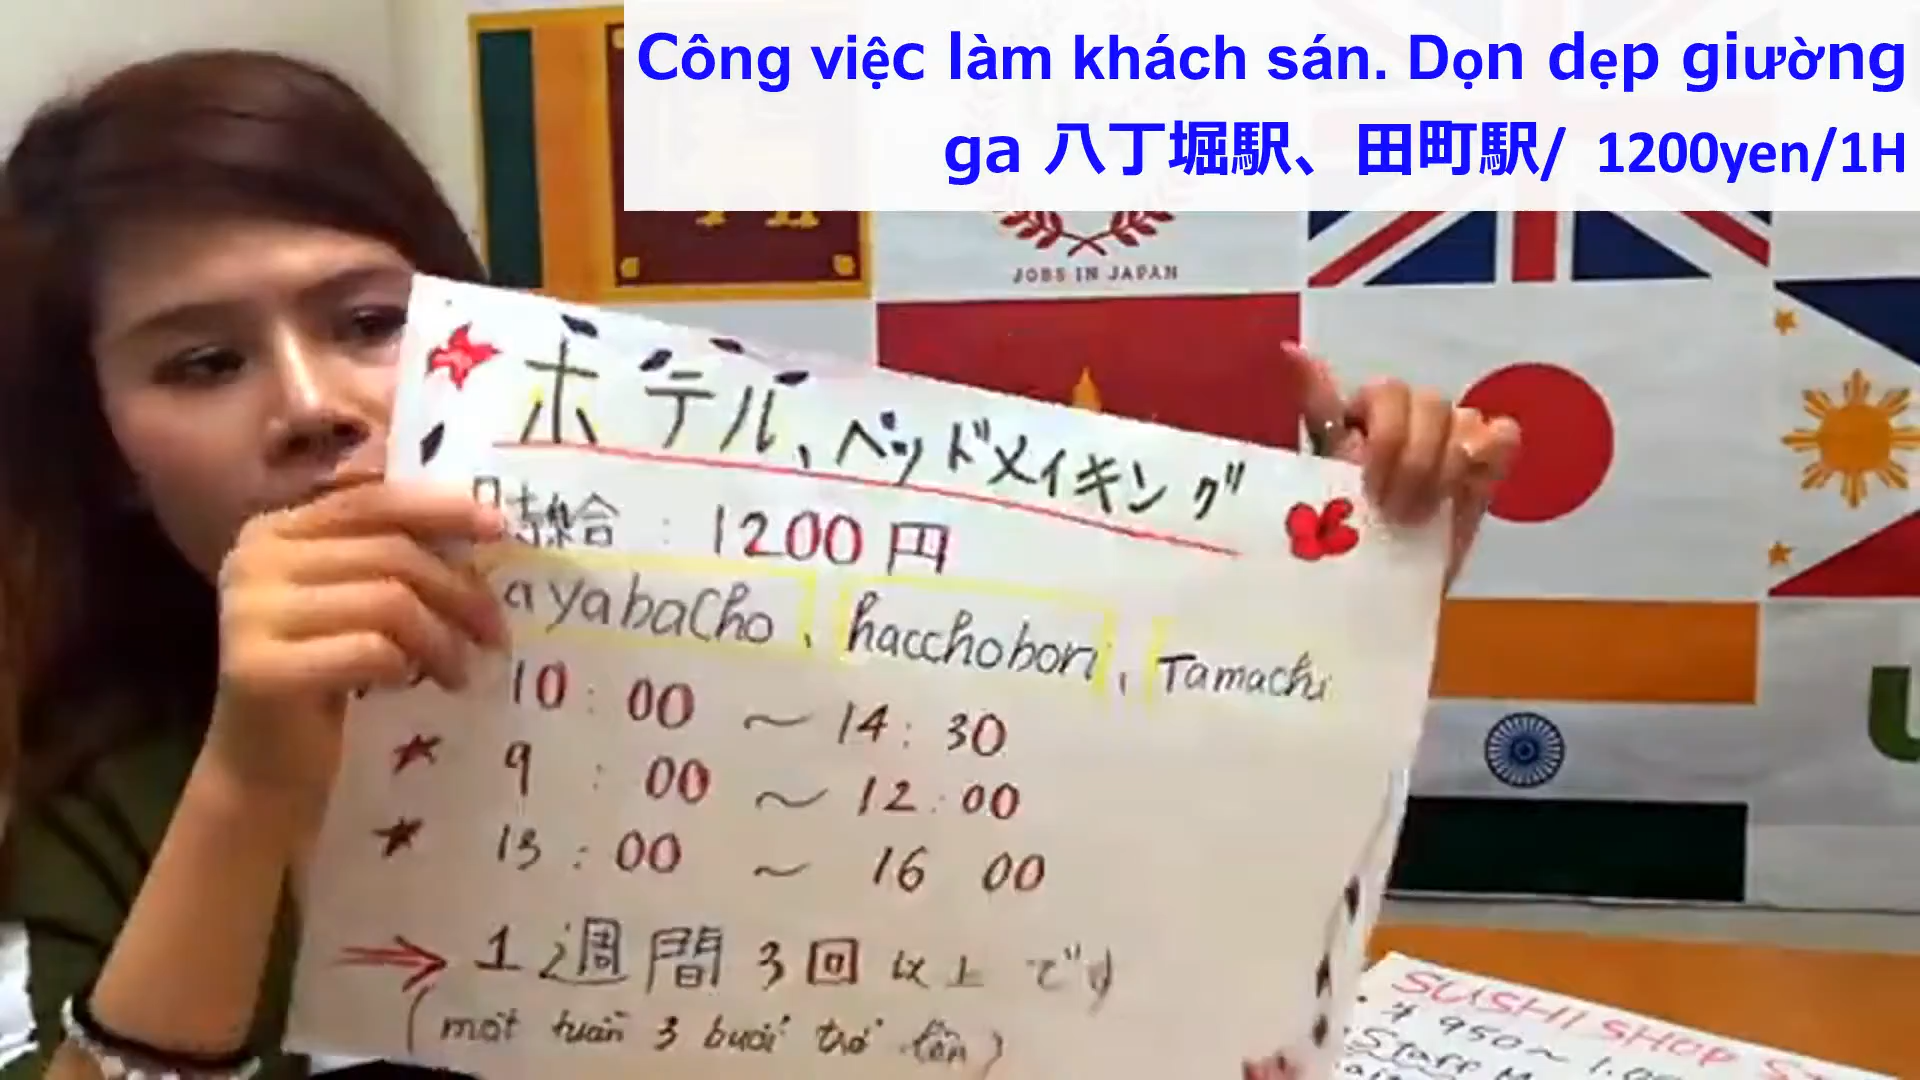 Công việc làm khách sán. Dọn dẹp giường
ga 八丁堀駅、田町駅/ 1200yen/1H
JOBS IN JAPAN
ホテル、ベッドメイキング
時給 : 1200円
ayabacho、hacchobori、Tamachi
10:00 ～ 14:30
★ 9:00 ～ 12:00
★ 13:00 ～ 16 00
→ 1週間 3回 以上 です
(một tuần 3 buổi trở lên)
SUSHI SHOP
¥ 950~
Staff